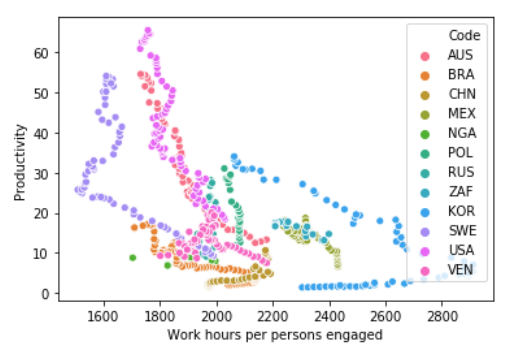 Code
AUS
BRA
CHN
MEX
NGA
POL
RUS
ZAF
KOR
SWE
USA
VEN
60
50
40
30
20
10
0
Productivity
1600
1800
2000
2200
2400
2600
2800
Work hours per persons engaged